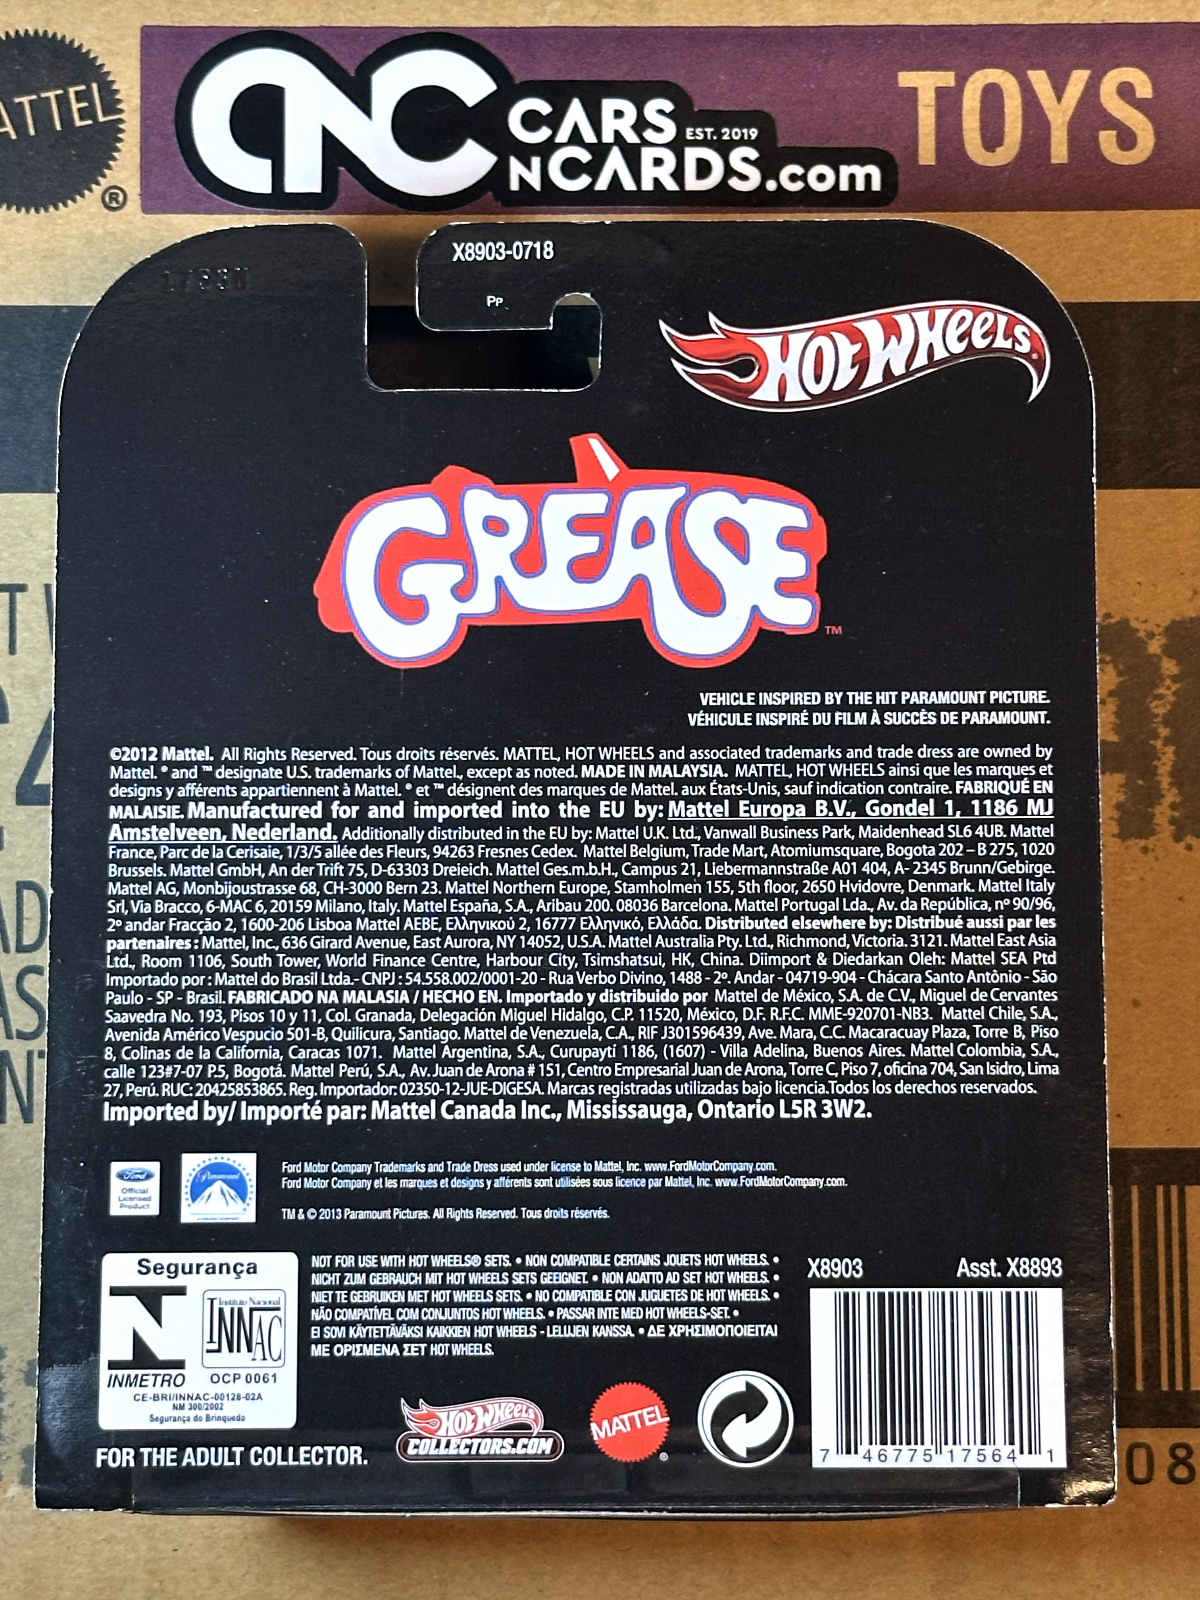 MATTEL
®
CNC CARS EST. 2019
NCARDS.com
TOYS
X8903-0718
PP
HOT WHEELS
GREASE
™
VEHICLE INSPIRED BY THE HIT PARAMOUNT PICTURE.
VÉHICULE INSPIRÉ DU FILM À SUCCÈS DE PARAMOUNT.
©2012 Mattel. All Rights Reserved. Tous droits réservés. MATTEL, HOT WHEELS and associated trademarks and trade dress are owned by
Mattel. ® and ™ designate U.S. trademarks of Mattel, except as noted. MADE IN MALAYSIA. MATTEL, HOT WHEELS ainsi que les marques et
designs y afférents appartiennent à Mattel. ® et ™ désignent des marques de Mattel. aux États-Unis, sauf indication contraire. FABRIQUÉ EN
MALAISIE. Manufactured for and imported into the EU by: Mattel Europa B.V., Gondel 1, 1186 MJ
Amstelveen, Nederland. Additionally distributed in the EU by: Mattel U.K. Ltd., Vanwall Business Park, Maidenhead SL6 4UB. Mattel
France, Parc de la Cerisaie, 1/3/5 allée des Fleurs, 94263 Fresnes Cedex. Mattel Belgium, Trade Mart, Atomiumsquare, Bogota 202 – B 275, 1020
Brussels. Mattel GmbH, An der Trift 75, D-63303 Dreieich. Mattel Ges.m.b.H., Campus 21, Liebermannstraße A01 404, A- 2345 Brunn/Gebirge.
Mattel AG, Monbijoustrasse 68, CH-3000 Bern 23. Mattel Northern Europe, Stamholmen 155, 5th floor, 2650 Hvidovre, Denmark. Mattel Italy
Srl, Via Bracco, 6-MAC 6, 20159 Milano, Italy. Mattel España, S.A., Aribau 200. 08036 Barcelona. Mattel Portugal Lda., Av. da República, nº 90/96,
2º andar Fracção 2, 1600-206 Lisboa Mattel AEBE, Ελληνικού 2, 16777 Ελληνικό, Ελλάδα. Distributed elsewhere by: Distribué aussi par les
partenaires : Mattel, Inc., 636 Girard Avenue, East Aurora, NY 14052, U.S.A. Mattel Australia Pty. Ltd., Richmond, Victoria. 3121. Mattel East Asia
Ltd., Room 1106, South Tower, World Finance Centre, Harbour City, Tsimshatsui, HK, China. Diimport & Diedarkan Oleh: Mattel SEA Ptd
Importado por : Mattel do Brasil Ltda.- CNPJ : 54.558.002/0001-20 - Rua Verbo Divino, 1488 - 2º. Andar - 04719-904 - Chácara Santo Antônio - São
Paulo - SP - Brasil. FABRICADO NA MALASIA / HECHO EN. Importado y distribuido por Mattel de México, S.A. de C.V., Miguel de Cervantes
Saavedra No. 193, Pisos 10 y 11, Col. Granada, Delegación Miguel Hidalgo, C.P. 11520, México, D.F. R.F.C. MME-920701-NB3. Mattel Chile, S.A.,
Avenida Américo Vespucio 501-B, Quilicura, Santiago. Mattel de Venezuela, C.A., RIF J301596439, Ave. Mara, C.C. Macaracuay Plaza, Torre B, Piso
8, Colinas de la California, Caracas 1071. Mattel Argentina, S.A., Curupaytí 1186, (1607) - Villa Adelina, Buenos Aires. Mattel Colombia, S.A.,
calle 123#7-07 P.5, Bogotá. Mattel Perú, S.A., Av. Juan de Arona # 151, Centro Empresarial Juan de Arona, Torre C, Piso 7, oficina 704, San Isidro, Lima
27, Perú. RUC: 20425853865. Reg. Importador: 02350-12-JUE-DIGESA. Marcas registradas utilizadas bajo licencia.Todos los derechos reservados.
Imported by/ Importé par: Mattel Canada Inc., Mississauga, Ontario L5R 3W2.
Ford
Official
Licensed
Product
Paramount
Ford Motor Company Trademarks and Trade Dress used under license to Mattel, Inc. www.FordMotorCompany.com.
Ford Motor Company et les marques et designs y afférents sont utilisées sous licence par Mattel, Inc. www.FordMotorCompany.com.
TM & © 2013 Paramount Pictures. All Rights Reserved. Tous droits réservés.
Segurança
Instituto Nacional
INNAC
INMETRO OCP 0061
CE-BRI/INNAC-00128-02A
NM 300/2002
Segurança do Brinquedo
NOT FOR USE WITH HOT WHEELS® SETS. • NON COMPATIBLE CERTAINS JOUETS HOT WHEELS. •
NICHT ZUM GEBRAUCH MIT HOT WHEELS SETS GEEIGNET. • NON ADATTO AD SET HOT WHEELS. •
NIET TE GEBRUIKEN MET HOT WHEELS SETS. • NO COMPATIBLE CON JUGUETES DE HOT WHEELS. •
NÃO COMPATÍVEL COM CONJUNTOS HOT WHEELS. • PASSAR INTE MED HOT WHEELS-SET. •
EI SOVI KÄYTETTÄVÄKSI KAIKKIEN HOT WHEELS - LELUJEN KANSSA. • ΔΕ ΧΡΗΣΙΜΟΠΟΙΕΙΤΑΙ
ΜΕ ΟΡΙΣΜΕΝΑ ΣΕΤ HOT WHEELS.
X8903 Asst. X8893
7 46775 17564 1
FOR THE ADULT COLLECTOR.
HOT WHEELS
COLLECTORS.COM
MATTEL
®
08